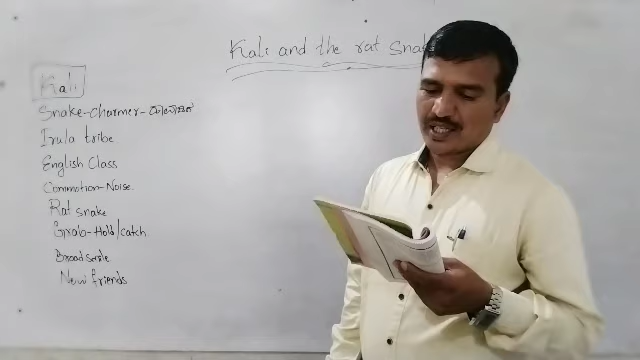 Kali and the rat Snak
Kali
Snake-charmer-
Irula tribe
English Class
Commotion-Noise.
Rat snake
Grab-Hold/catch
Broad smile
New friends